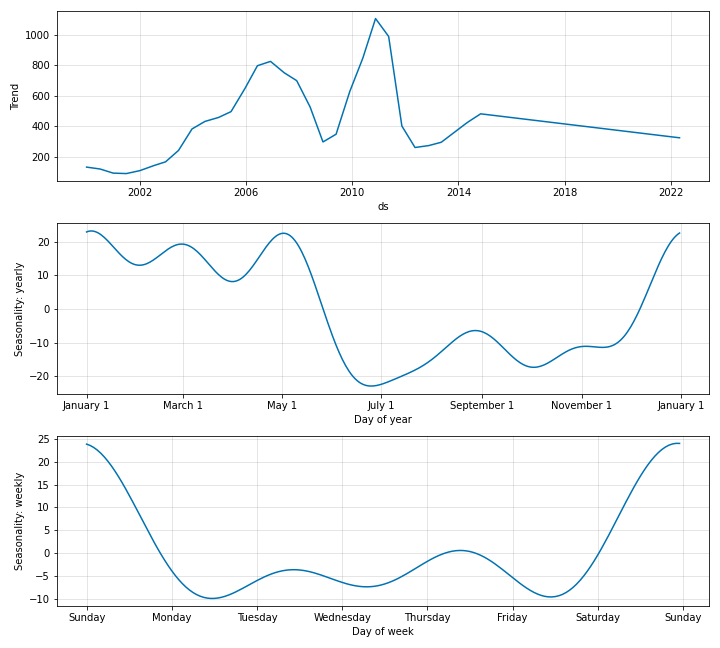 Trend
1000
800
600
400
200
2002 2006 2010 2014 2018 2022
ds
Seasonality: yearly
20
10
0
−10
−20
January 1 March 1 May 1 July 1 September 1 November 1 January 1
Day of year
Seasonality: weekly
25
20
15
10
5
0
−5
−10
Sunday Monday Tuesday Wednesday Thursday Friday Saturday Sunday
Day of week